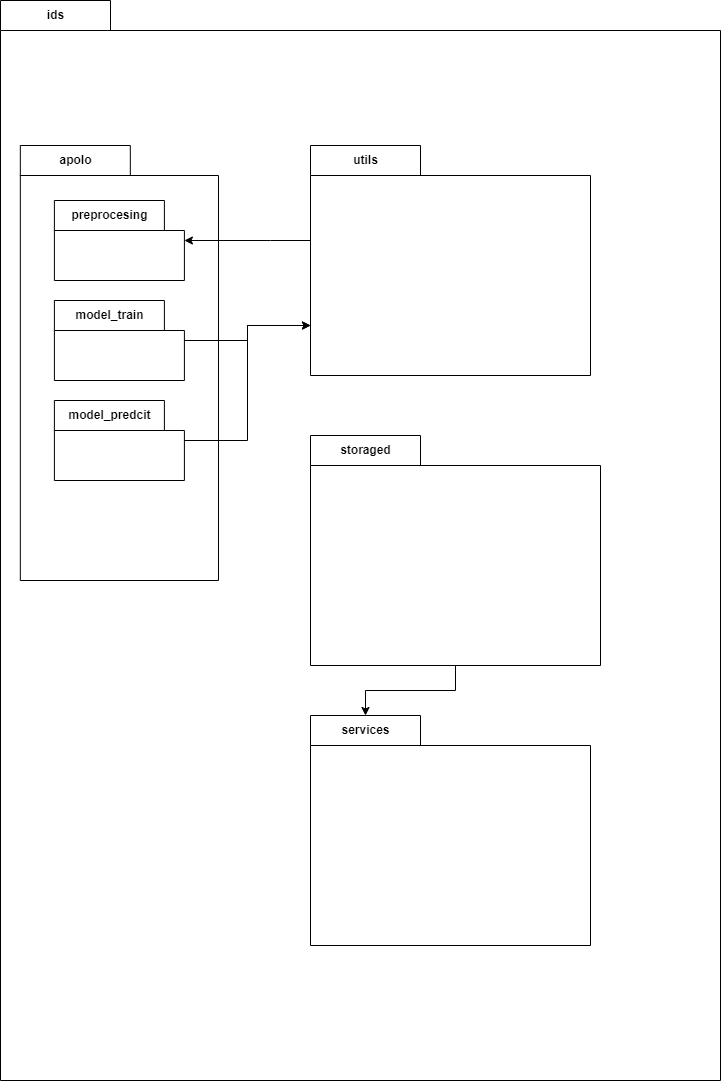 ids
apolo
utils
preprocesing
model_train
model_predcit
storaged
services